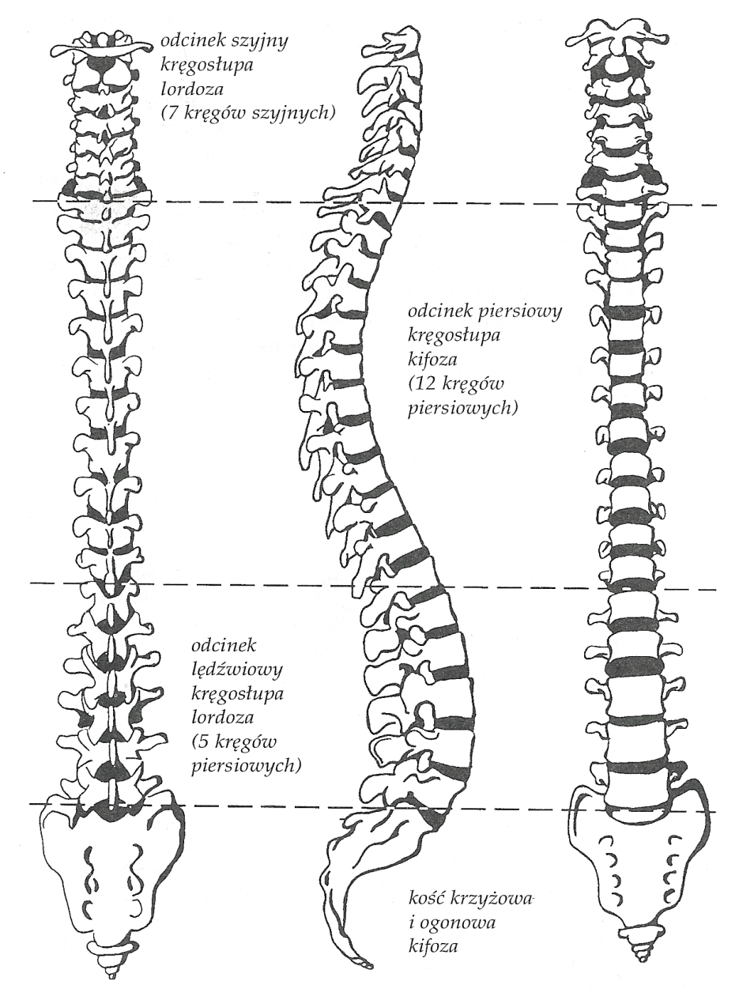 odcinek szyjny
kręgosłupa
lordoza
(7 kręgów szyjnych)
odcinek piersiowy
kręgosłupa
kifoza
(12 kręgów
piersiowych)
odcinek
lędźwiowy
kręgosłupa
lordoza
(5 kręgów
piersiowych)
kość krzyżowa
i ogonowa
kifoza